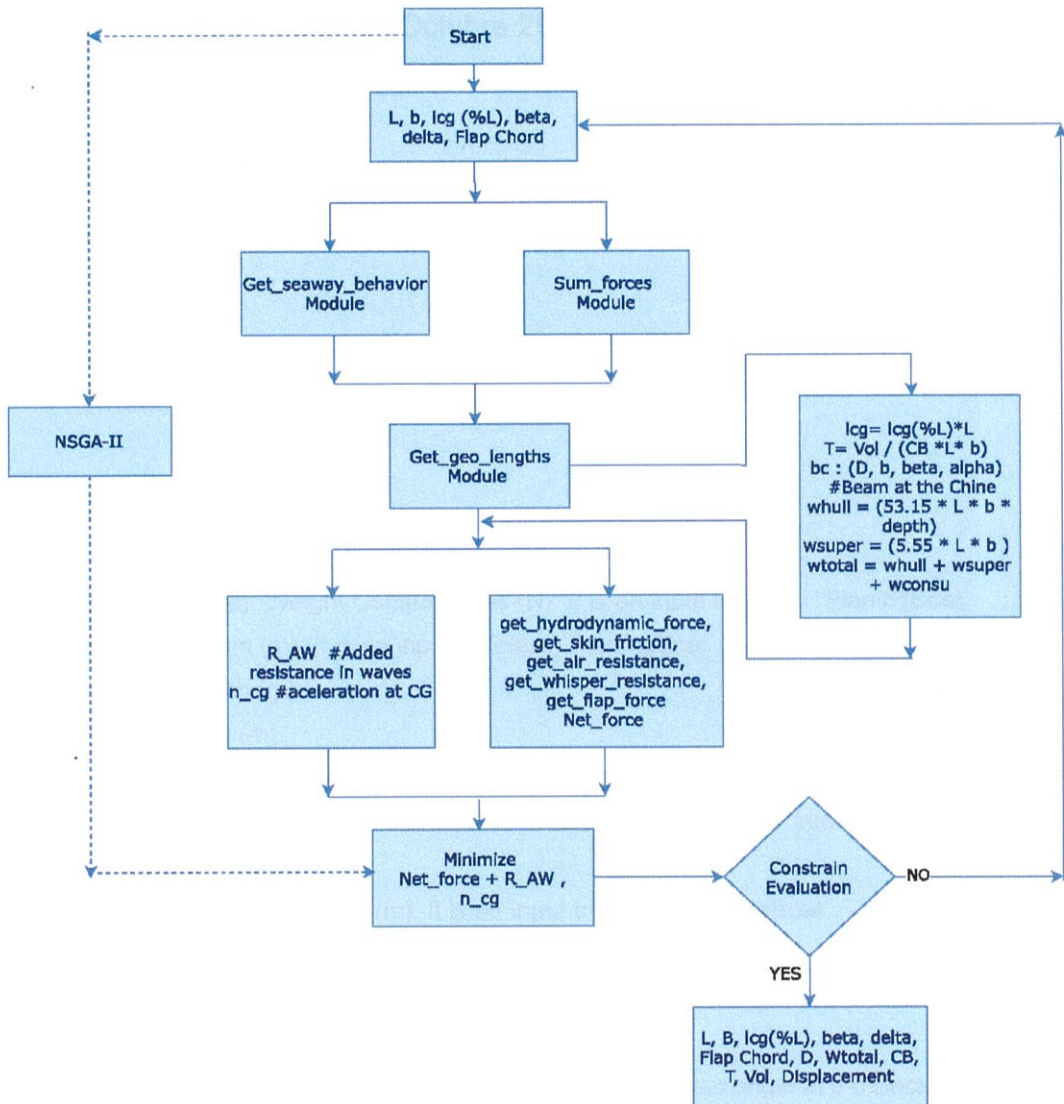 Start
L, b, lcg (%L), beta,
delta, Flap Chord
Get_seaway_behavior
Module
Sum_forces
Module
NSGA-II
Get_geo_lengths
Module
lcg= lcg(%L)*L
T= Vol / (CB *L* b)
bc : (D, b, beta, alpha)
#Beam at the Chine
whull = (53.15 * L * b *
depth)
wsuper = (5.55 * L * b )
wtotal = whull + wsuper
+ wconsu
R_AW #Added
resistance in waves
n_cg #aceleration at CG
get_hydrodynamic_force,
get_skin_friction,
get_air_resistance,
get_whisper_resistance,
get_flap_force
Net_force
Minimize
Net_force + R_AW ,
n_cg
Constrain
Evaluation
NO
YES
L, B, lcg(%L), beta, delta,
Flap Chord, D, Wtotal, CB,
T, Vol, Displacement